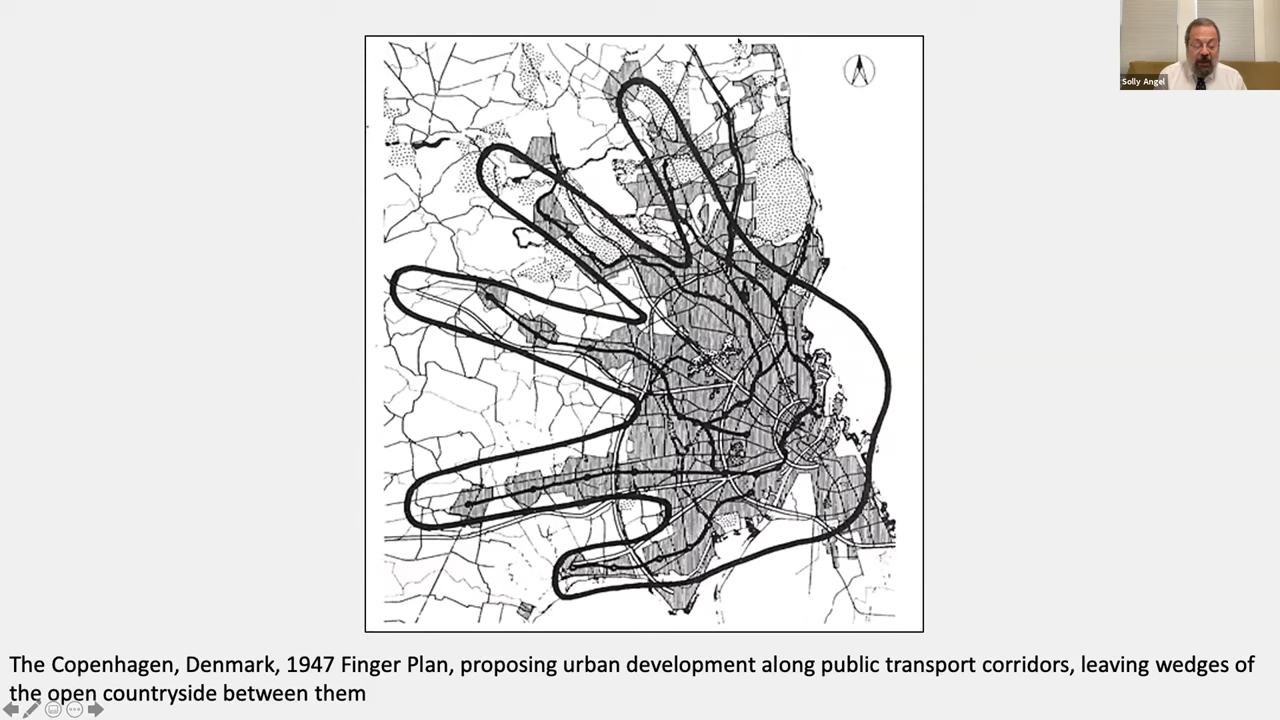 Solly Angel
The Copenhagen, Denmark, 1947 Finger Plan, proposing urban development along public transport corridors, leaving wedges of
the open countryside between them